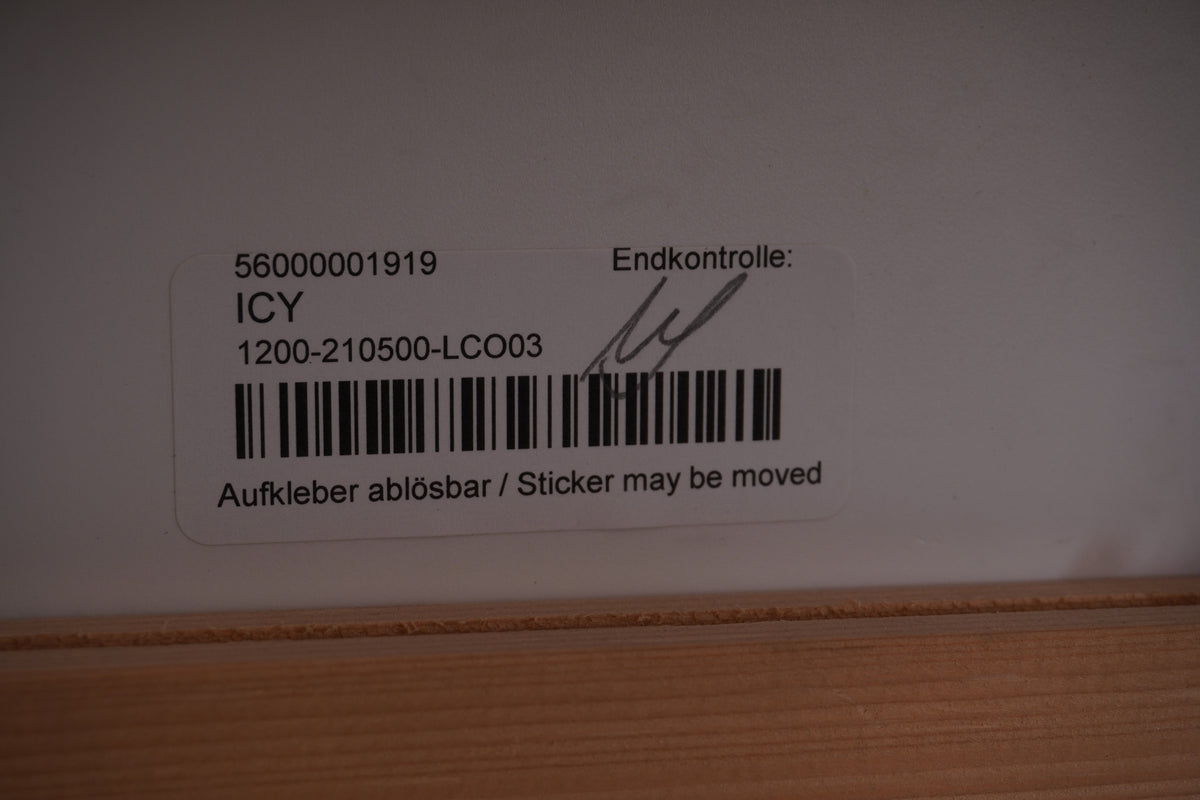 56000001919
Endkontrolle:
ICY
1200-210500-LCO03
Aufkleber ablösbar / Sticker may be moved